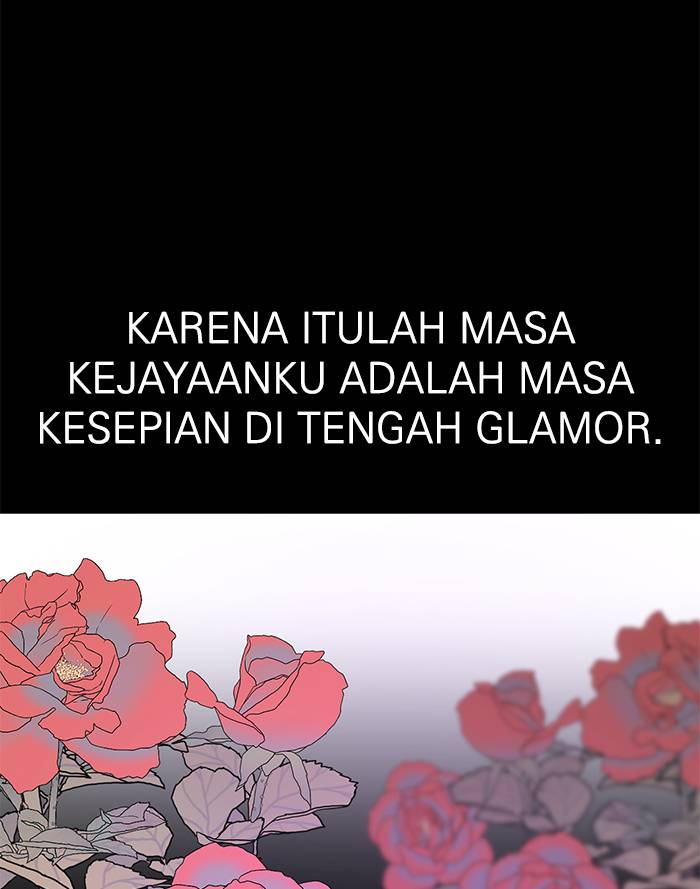 KARENA ITULAH MASA
KEJAYAANKU ADALAH MASA
KESEPIAN DI TENGAH GLAMOR.